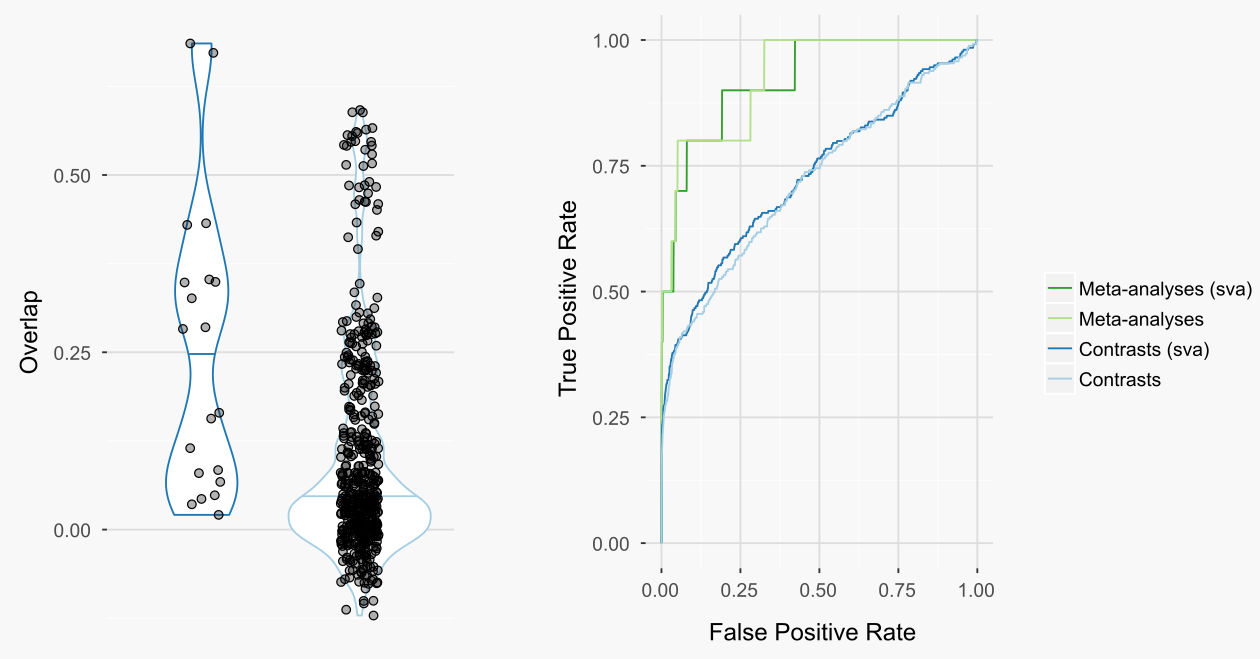 Overlap
0.50
0.25
0.00
True Positive Rate
1.00
0.75
0.50
0.25
0.00
0.00 0.25 0.50 0.75 1.00
False Positive Rate
Meta-analyses (sva)
Meta-analyses
Contrasts (sva)
Contrasts